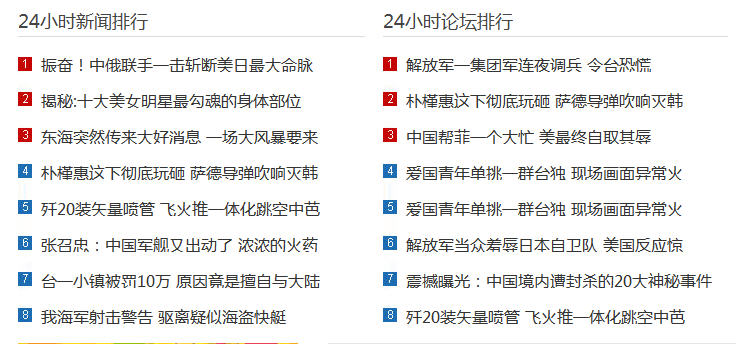 24小时新闻排行
1 振奋！中俄联手一击斩断美日最大命脉
2 揭秘:十大美女明星最勾魂的身体部位
3 东海突然传来大好消息 一场大风暴要来
4 朴槿惠这下彻底玩砸 萨德导弹吹响灭韩
5 歼20装矢量喷管 飞火推一体化跳空中芭
6 张召忠：中国军舰又出动了 浓浓的火药
7 台一小镇被罚10万 原因竟是擅自与大陆
8 我海军射击警告 驱离疑似海盗快艇
24小时论坛排行
1 解放军一集团军连夜调兵 令台恐慌
2 朴槿惠这下彻底玩砸 萨德导弹吹响灭韩
3 中国帮菲一个大忙 美最终自取其辱
4 爱国青年单挑一群台独 现场画面异常火
5 爱国青年单挑一群台独 现场画面异常火
6 解放军当众羞辱日本自卫队 美国反应惊
7 震撼曝光：中国境内遭封杀的20大神秘事件
8 歼20装矢量喷管 飞火推一体化跳空中芭